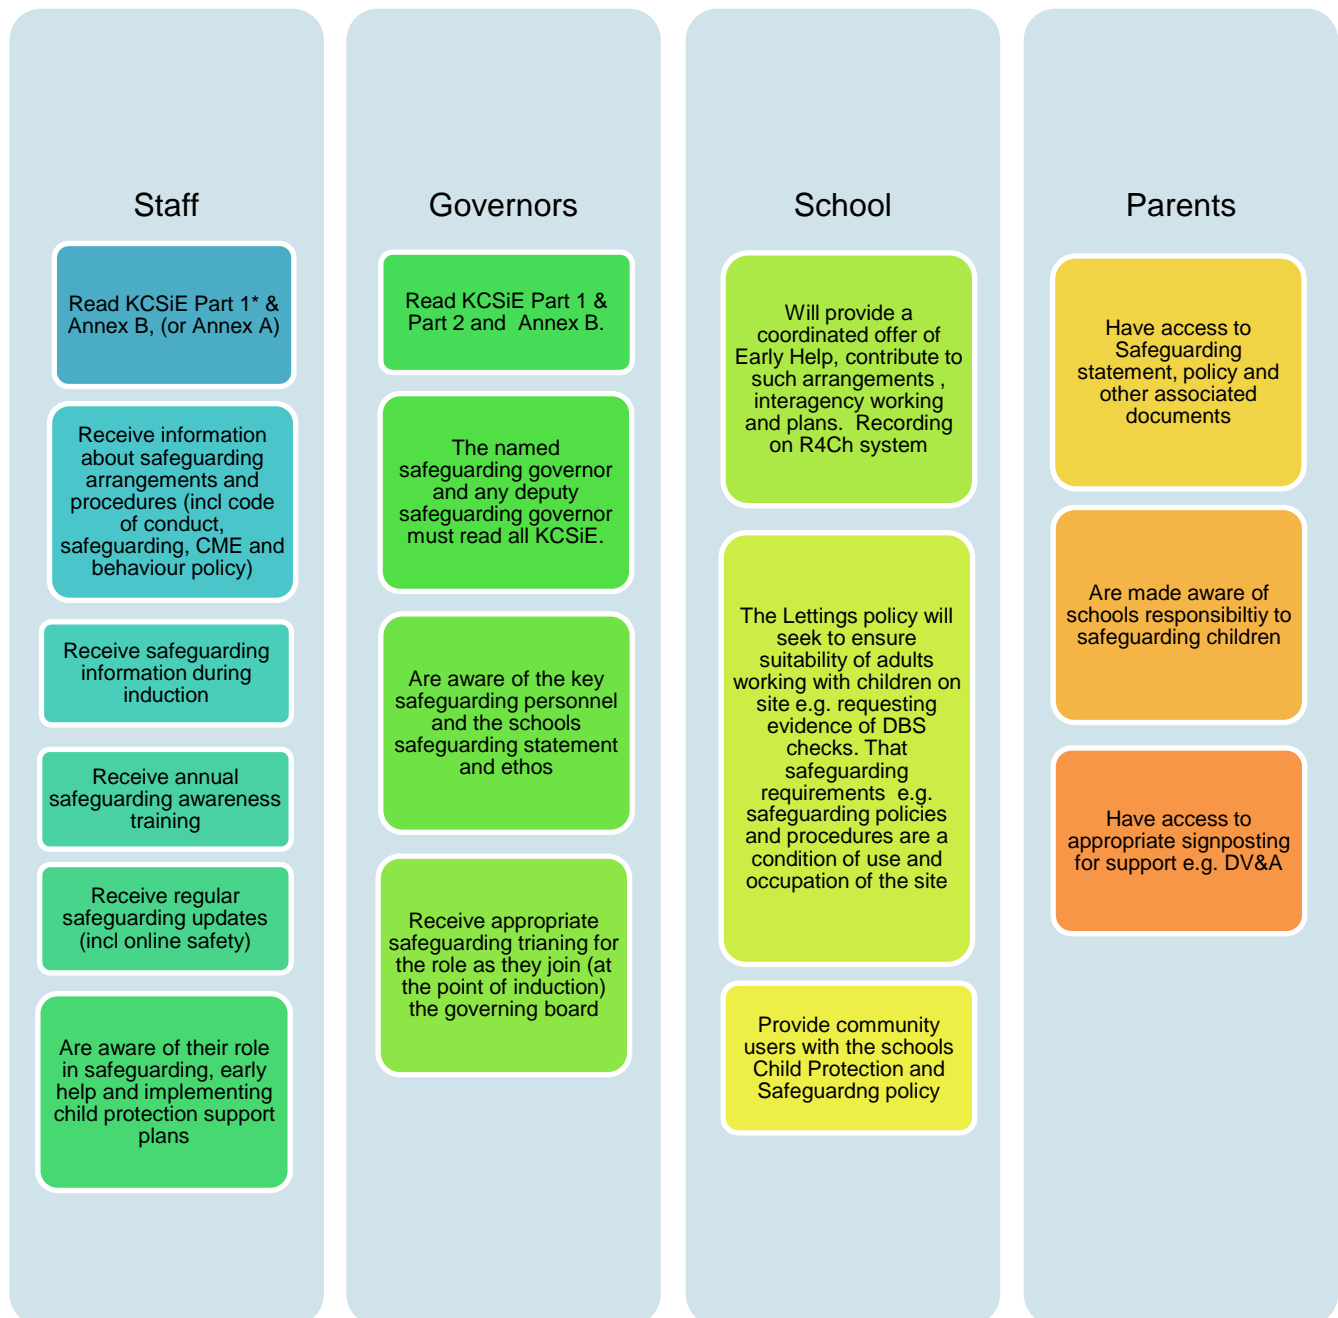 Staff
Read KCSiE Part 1* &
Annex B, (or Annex A)
Receive information
about safeguarding
arrangements and
procedures (incl code
of conduct,
safeguarding, CME and
behaviour policy)
Receive safeguarding
information during
induction
Receive annual
safeguarding awareness
training
Receive regular
safeguarding updates
(incl online safety)
Are aware of their role
in safeguarding, early
help and implementing
child protection support
plans
Governors
Read KCSiE Part 1 &
Part 2 and  Annex B.
The named
safeguarding governor
and any deputy
safeguarding governor
must read all KCSiE.
Are aware of the key
safeguarding personnel
and the schools
safeguarding statement
and ethos
Receive appropriate
safeguarding trianing for
the role as they join (at
the point of induction)
the governing board
School
Will provide a
coordinated offer of
Early Help, contribute to
such arrangements ,
interagency working
and plans.  Recording
on R4Ch system
The Lettings policy will
seek to ensure
suitability of adults
working with children on
site e.g. requesting
evidence of DBS
checks. That
safeguarding
requirements  e.g.
safeguarding policies
and procedures are a
condition of use and
occupation of the site
Provide community
users with the schools
Child Protection and
Safeguardng policy
Parents
Have access to
Safeguarding
statement, policy and
other associated
documents
Are made aware of
schools responsibiltiy to
safeguarding children
Have access to
appropriate signposting
for support e.g. DV&A